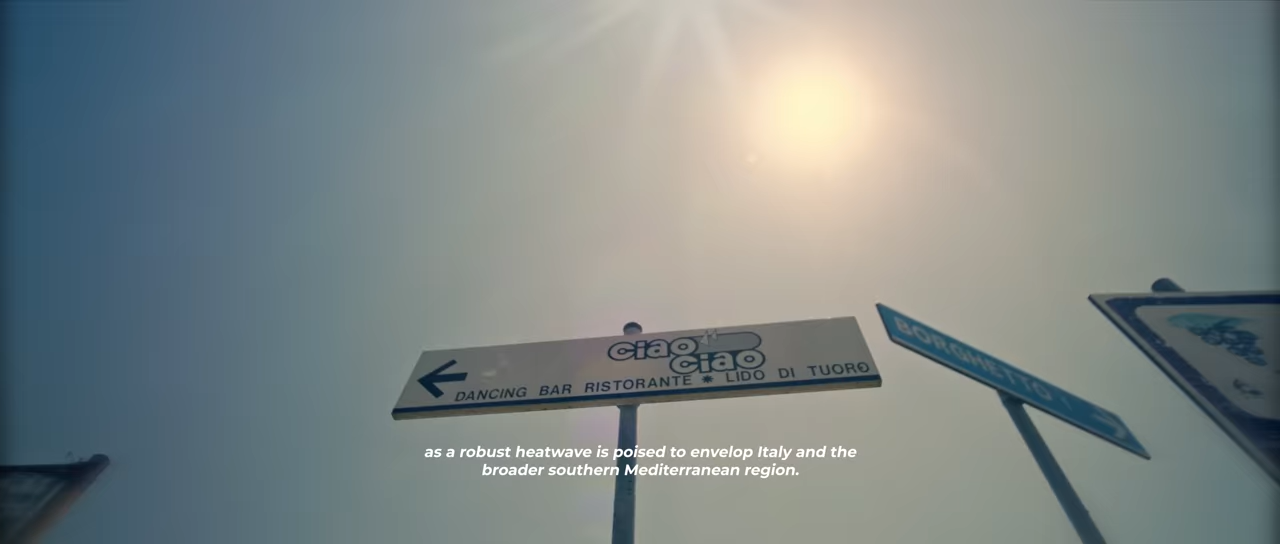 ciao
ciao
DANCING BAR RISTORANTE * LIDO DI TUORO
BORGHETTO
as a robust heatwave is poised to envelop Italy and the
broader southern Mediterranean region.